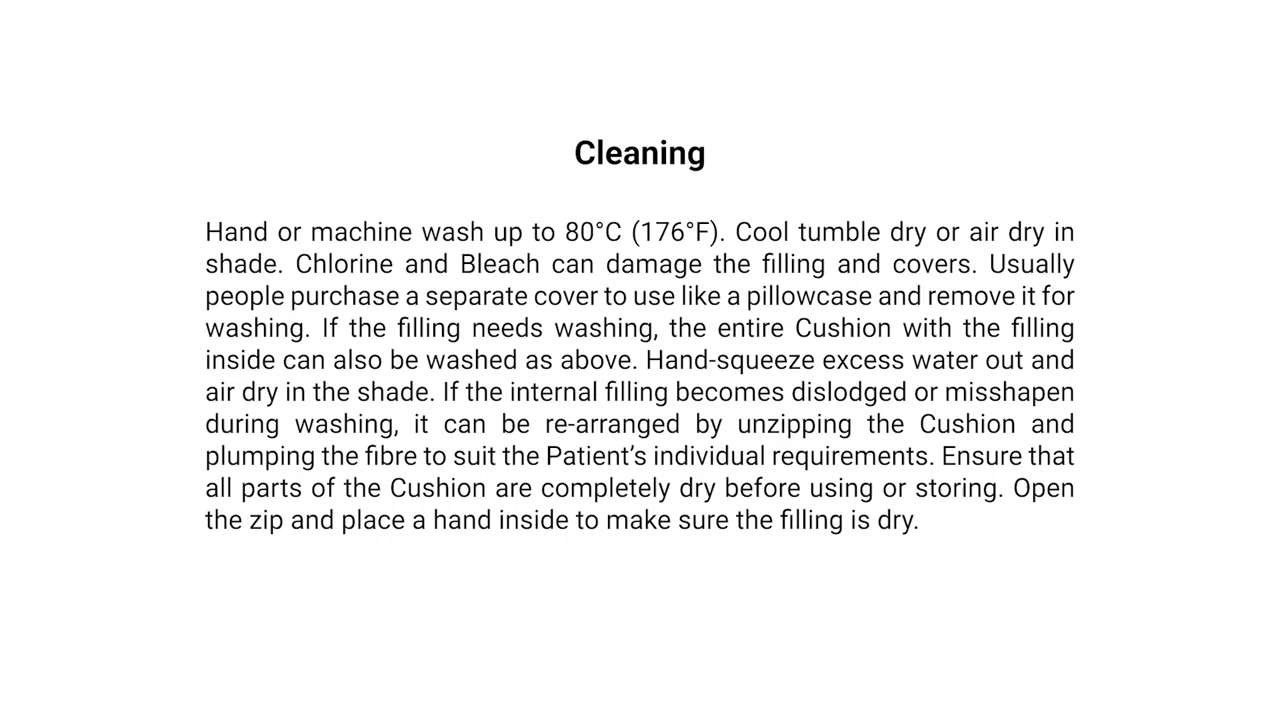 Cleaning
Hand or machine wash up to 80°C (176°F). Cool tumble dry or air dry in
shade. Chlorine and Bleach can damage the filling and covers. Usually
people purchase a separate cover to use like a pillowcase and remove it for
washing. If the filling needs washing, the entire Cushion with the filling
inside can also be washed as above. Hand-squeeze excess water out and
air dry in the shade. If the internal filling becomes dislodged or misshapen
during washing, it can be re-arranged by unzipping the Cushion and
plumping the fibre to suit the Patient’s individual requirements. Ensure that
all parts of the Cushion are completely dry before using or storing. Open
the zip and place a hand inside to make sure the filling is dry.